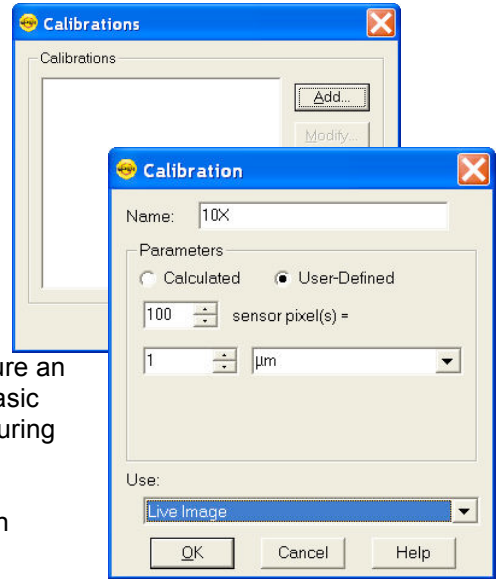 Calibrations
Calibrations
Add...
Modify...
Calibration
Name: 10X
Parameters
Calculated User-Defined
100 sensor pixel(s) =
1 µm
Use:
Live Image
OK Cancel Help
ure an
asic
uring
n